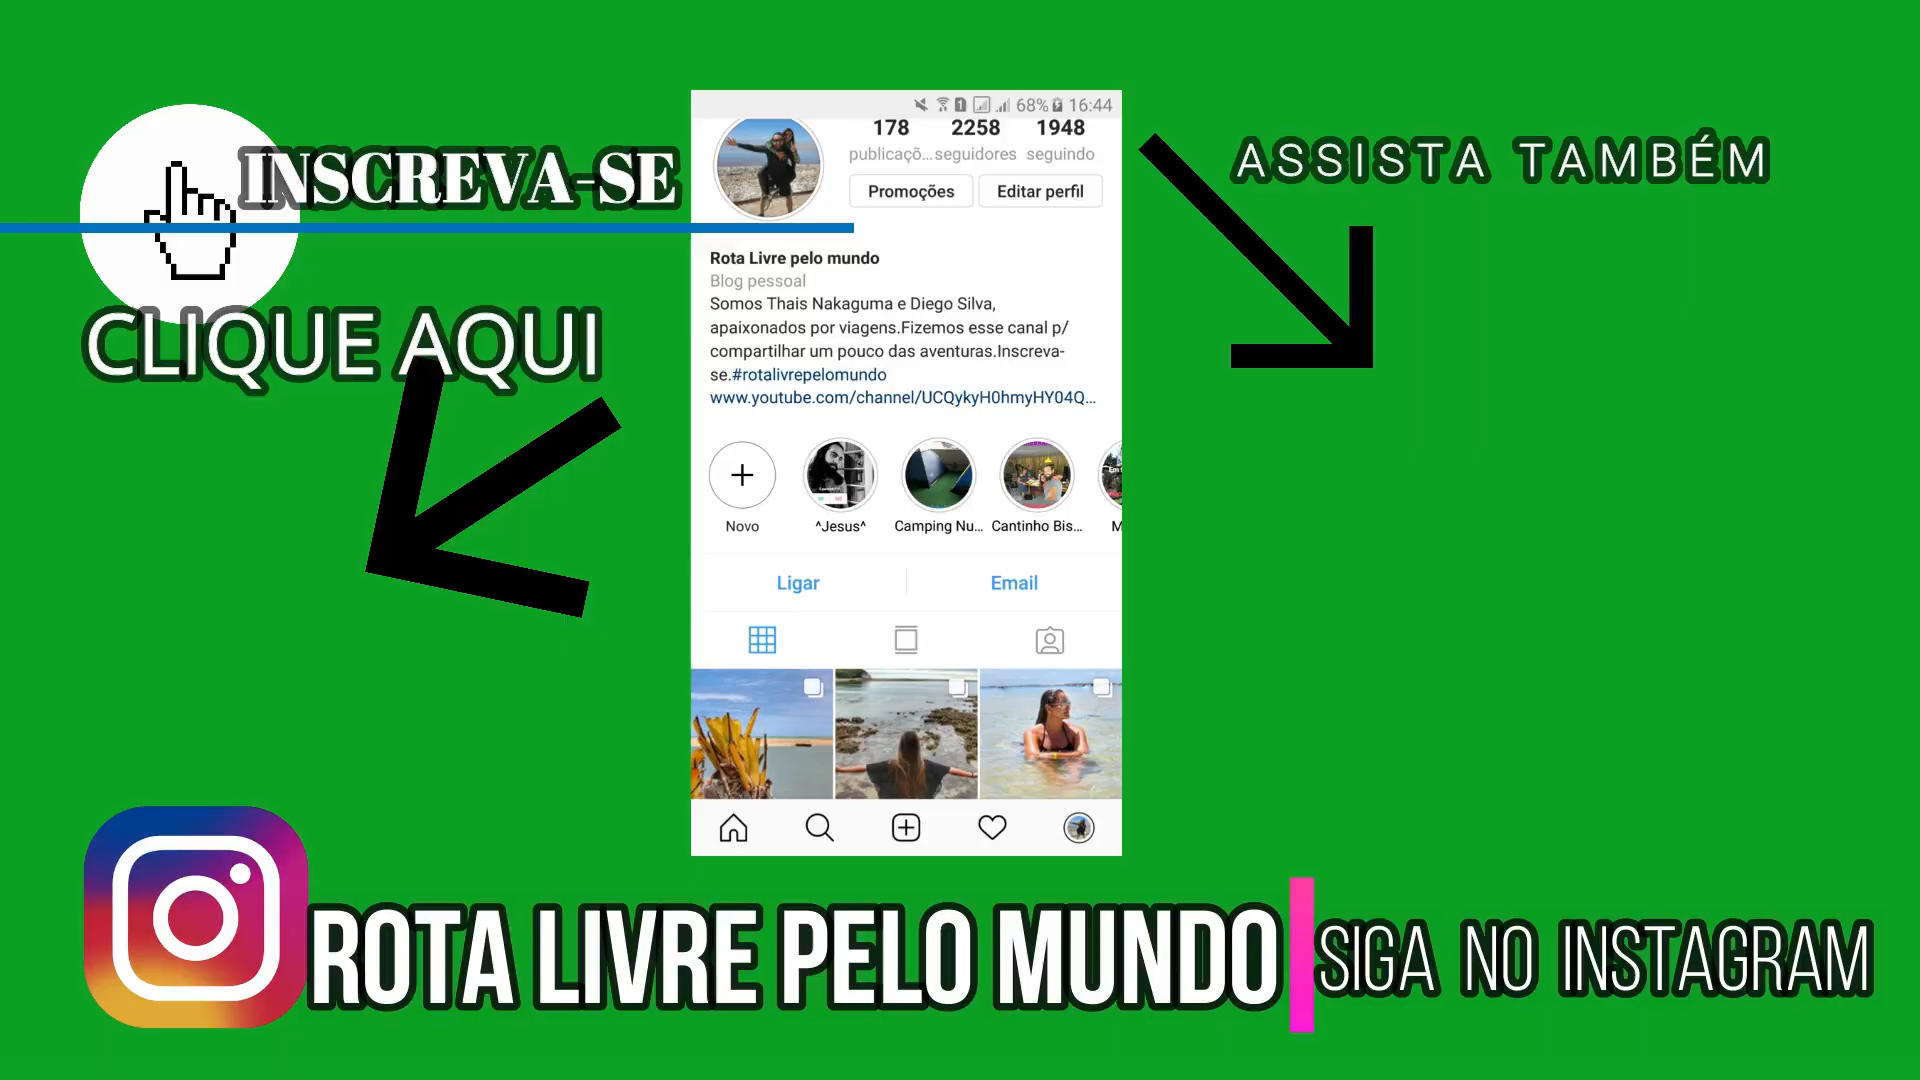 INSCREVA-SE
CLIQUE AQUI
68% 16:44
178 2258 1948
publicaçõ... seguidores seguindo
Promoções Editar perfil
Rota Livre pelo mundo
Blog pessoal
Somos Thais Nakaguma e Diego Silva,
apaixonados por viagens.Fizemos esse canal p/
compartilhar um pouco das aventuras.Inscreva-
se.#rotalivrepelomundo
www.youtube.com/channel/UCQykyH0hmyHY04Q...
Novo ^Jesus^ Camping Nu... Cantinho Bis... M
Ligar Email
ASSISTA TAMBÉM
ROTA LIVRE PELO MUNDO
SIGA NO INSTAGRAM